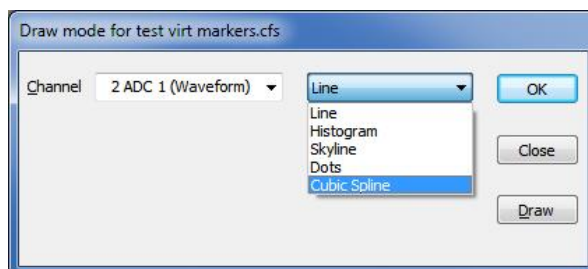 Draw mode for test virt markers.cfs
Channel 2 ADC 1 (Waveform) Line OK
Line
Histogram
Skyline
Dots
Cubic Spline
Close
Draw